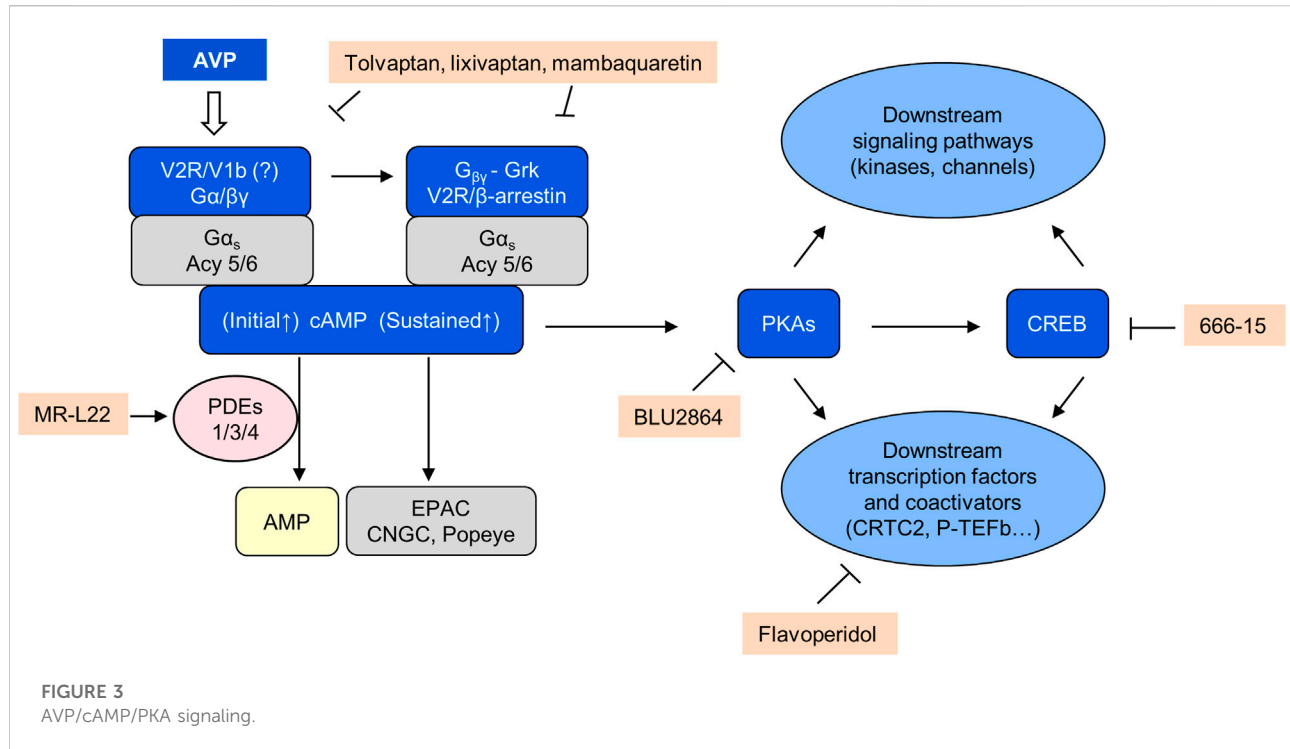 AVP
Tolvaptan, lixivaptan, mambaquaretin
V2R/V1b (?)
Gα/βγ
Gβγ - Grk
V2R/β-arrestin
Gαs
Acy 5/6
Gαs
Acy 5/6
(Initial↑) cAMP (Sustained↑)
MR-L22
PDEs
1/3/4
AMP
EPAC
CNGC, Popeye
Downstream
signaling pathways
(kinases, channels)
PKAs
CREB
666-15
BLU2864
Downstream
transcription factors
and coactivators
(CRTC2, P-TEFb…)
Flavoperidol
FIGURE 3
AVP/cAMP/PKA signaling.